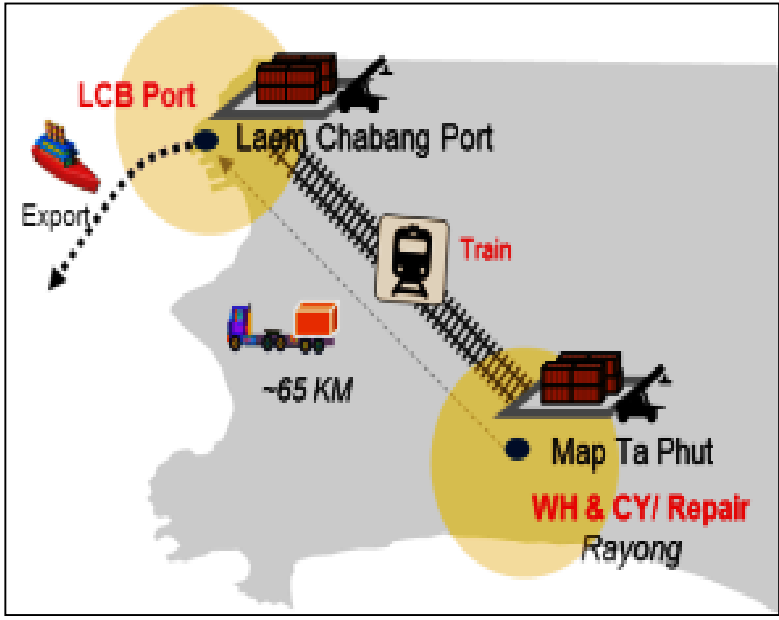 LCB Port
Laem Chabang Port
Export
Train
~65 KM
Map Ta Phut
WH & CY/ Repair
Rayong